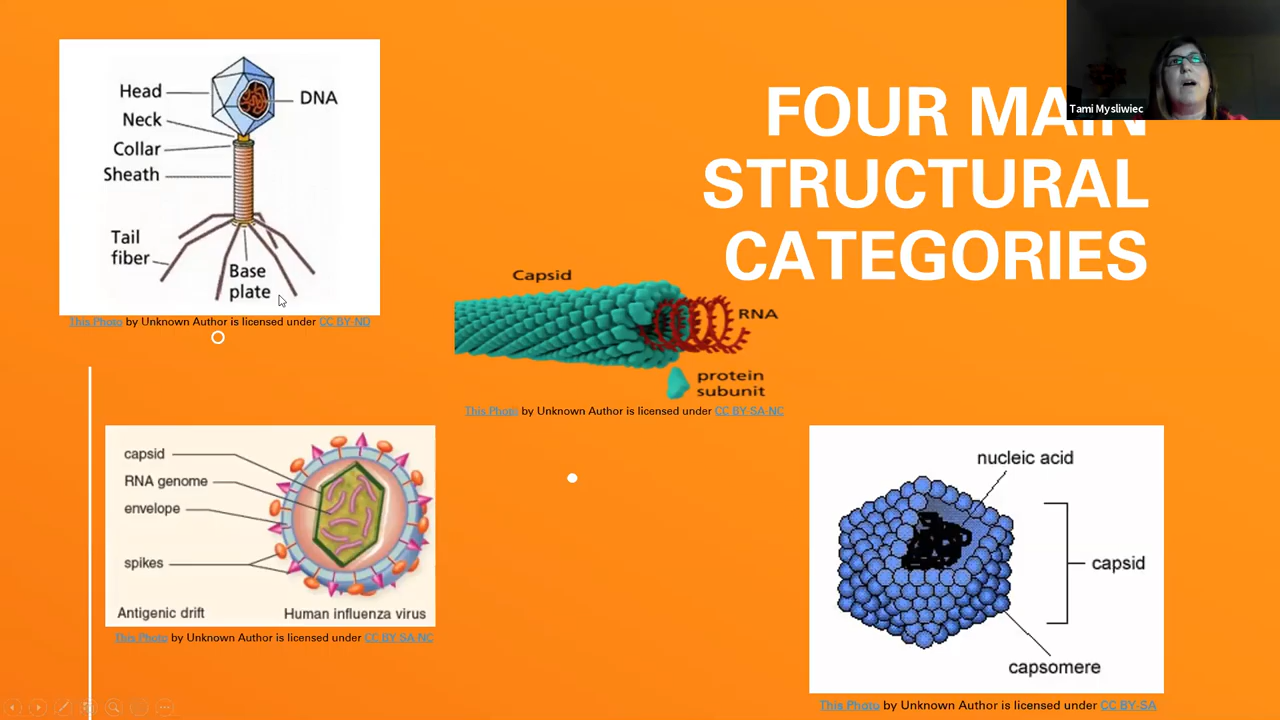 Tami Mysliwiec
FOUR MAIN
STRUCTURAL
CATEGORIES
Head
DNA
Neck
Collar
Sheath
Tail
fiber
Base
plate
This Photo by Unknown Author is licensed under CC BY-ND
Capsid
RNA
protein
subunit
This Photo by Unknown Author is licensed under CC BY-SA-NC
capsid
RNA genome
envelope
spikes
Antigenic drift Human influenza virus
This Photo by Unknown Author is licensed under CC BY-SA-NC
nucleic acid
capsid
capsomere
This Photo by Unknown Author is licensed under CC BY-SA